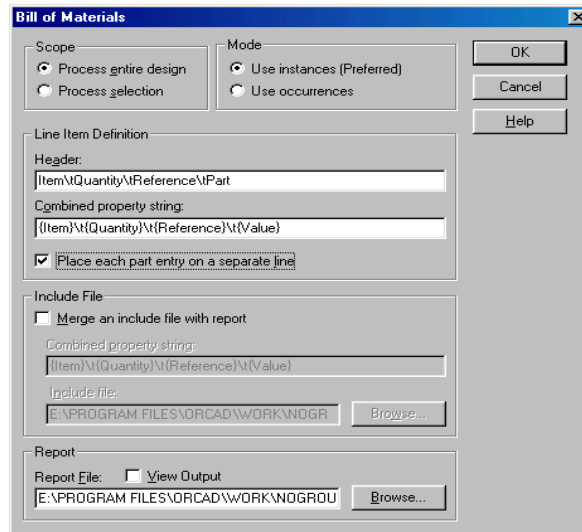 Bill of Materials
Scope
Process entire design
Process selection
Mode
Use instances (Preferred)
Use occurrences
OK
Cancel
Help
Line Item Definition
Header:
Item\tQuantity\tReference\tPart
Combined property string:
{Item}\t{Quantity}\t{Reference}\t{Value}
Place each part entry on a separate line
Include File
Merge an include file with report
Combined property string:
{Item}\t{Quantity}\t{Reference}\t{Value}
Include file:
E:\PROGRAM FILES\ORCAD\WORK\NOGR
Browse...
Report
Report File:
View Output
E:\PROGRAM FILES\ORCAD\WORK\NOGROU
Browse...